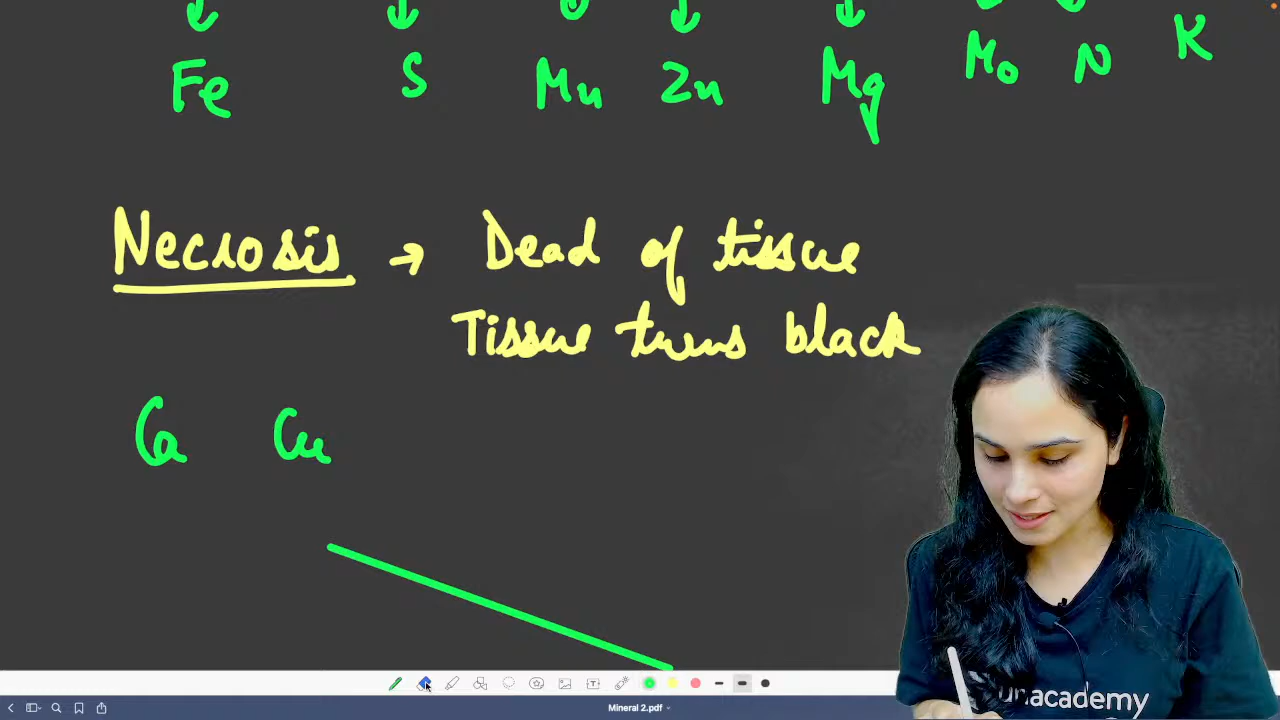 Fe S Mn Zn Mg Mo N K
Necrosis → Dead of tissue
Tissue turns black
Ca Cu
unacademy
Mineral 2.pdf